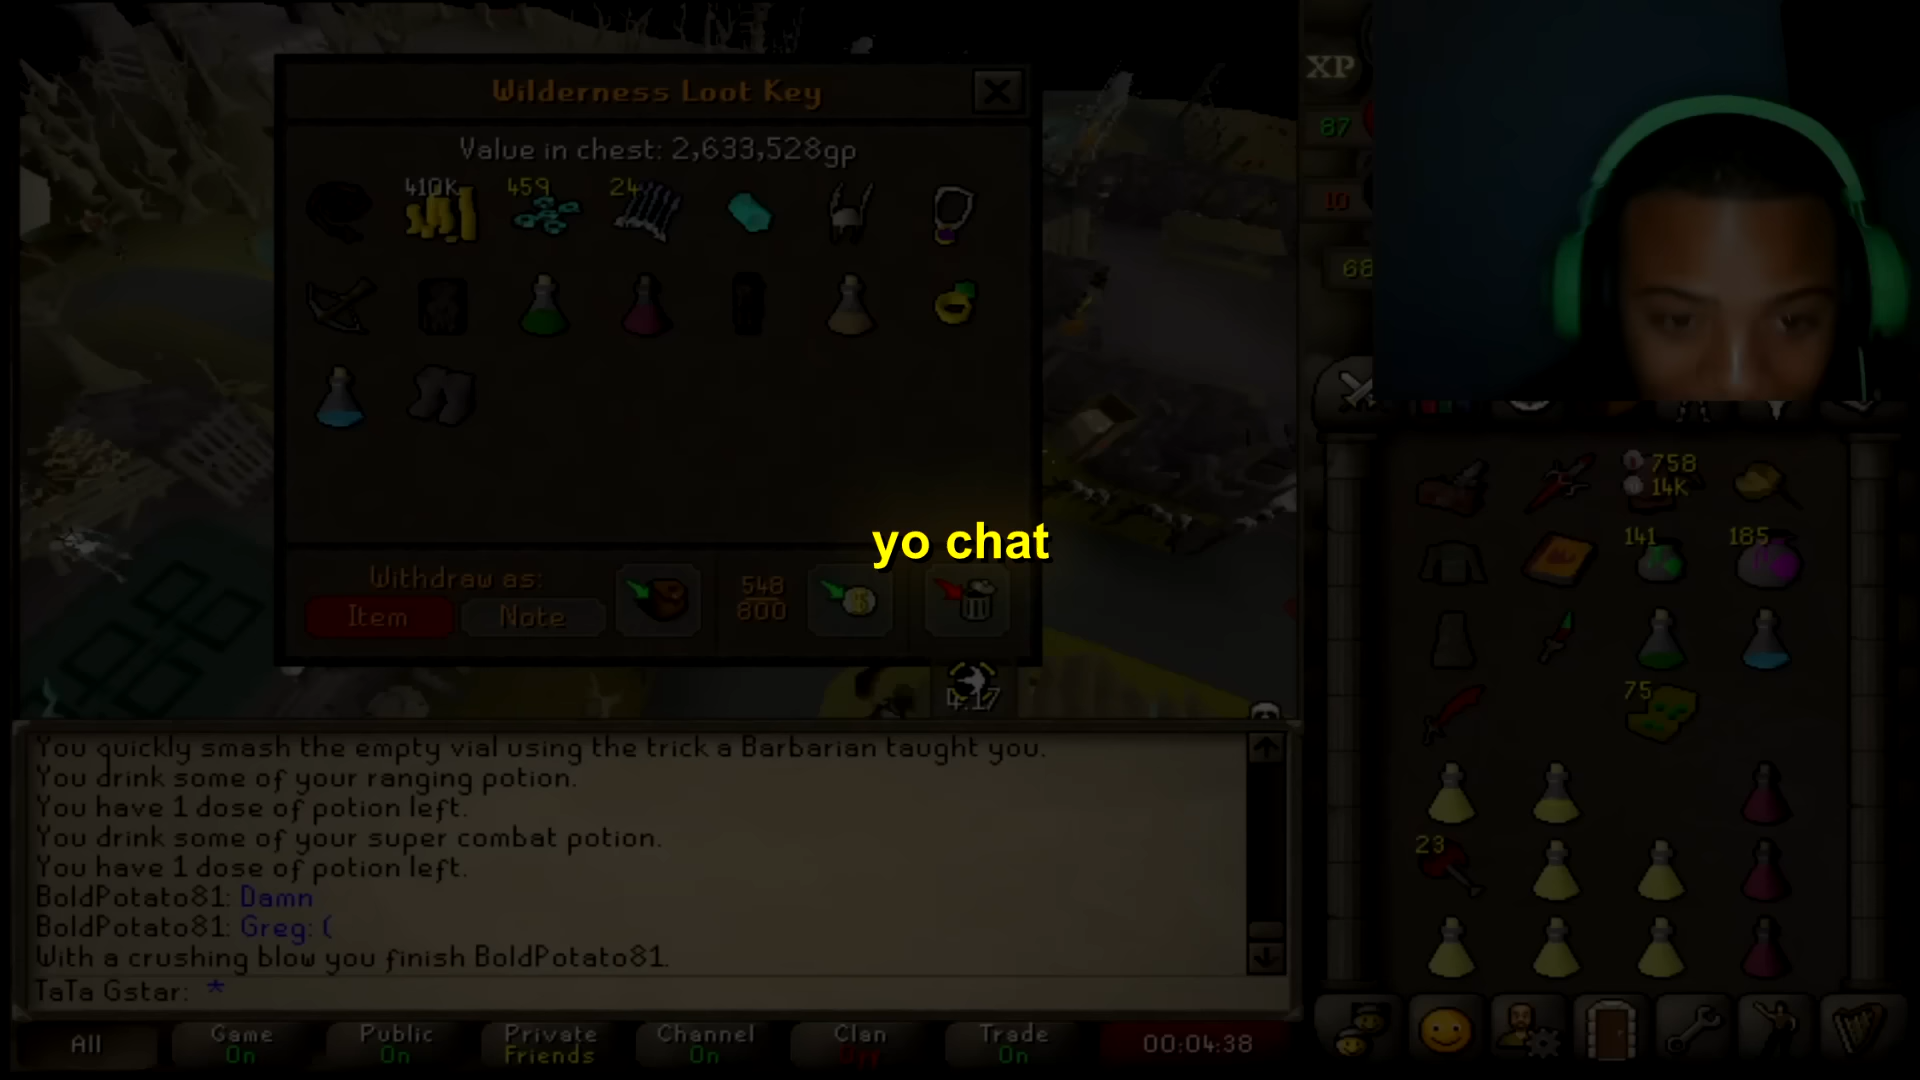 Wilderness Loot Key
XP
Value in chest: 2,633,528gp
87
410K
459
24
10
68
758
14K
yo chat
141
185
Withdraw as:
548
800
Item
Note
75
4:17
You quickly smash the empty vial using the trick a Barbarian taught you.
You drink some of your ranging potion.
You have 1 dose of potion left.
You drink some of your super combat potion.
You have 1 dose of potion left.
23
BoldPotato81: Damn
BoldPotato81: Greg: (
With a crushing blow you finish BoldPotato81.
TaTa Gstar: *
All
Game
On
Public
On
Private
Friends
Channel
On
Clan
Off
Trade
On
00:04:38